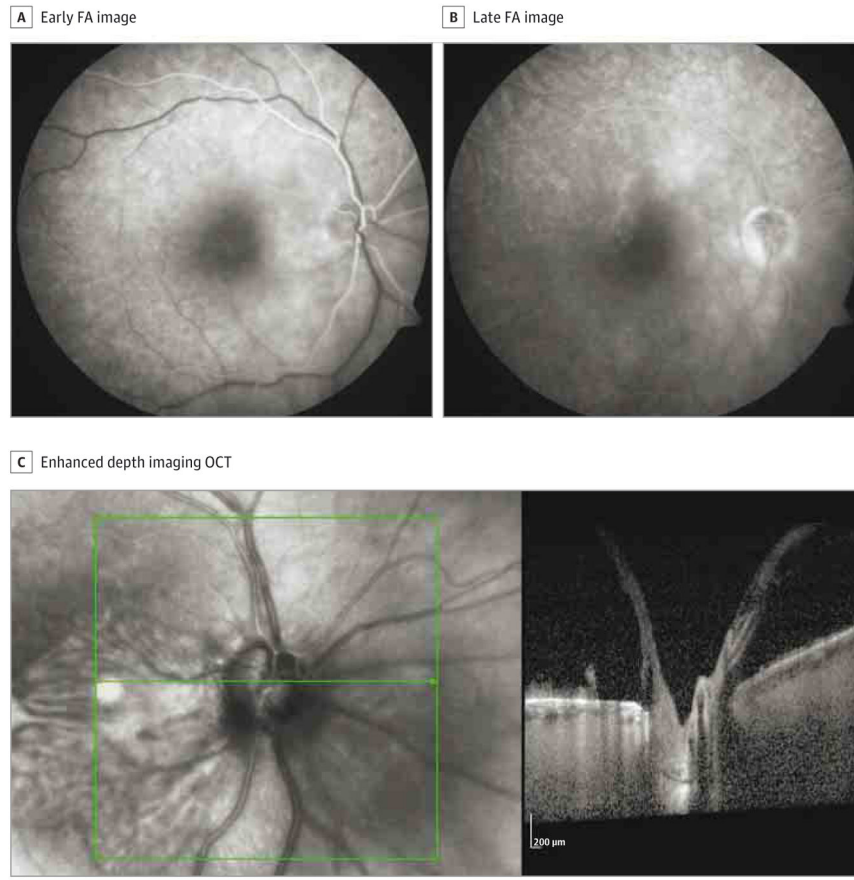 A Early FA image
B Late FA image
C Enhanced depth imaging OCT
200 μm